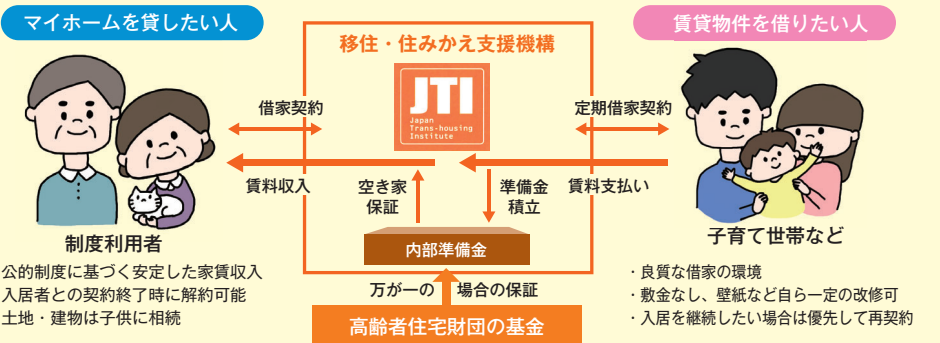 マイホームを貸したい人
移住・住みかえ支援機構
賃貸物件を借りたい人
JTI
Japan
Trans-housing
Institute
借家契約
定期借家契約
賃料収入
空き家
保証
準備金
積立
賃料支払い
内部準備金
制度利用者
公的制度に基づく安定した家賃収入
入居者との契約終了時に解約可能
土地・建物は子供に相続
万が一の 場合の保証
高齢者住宅財団の基金
子育て世帯など
・良質な借家の環境
・敷金なし、壁紙など自ら一定の改修可
・入居を継続したい場合は優先して再契約